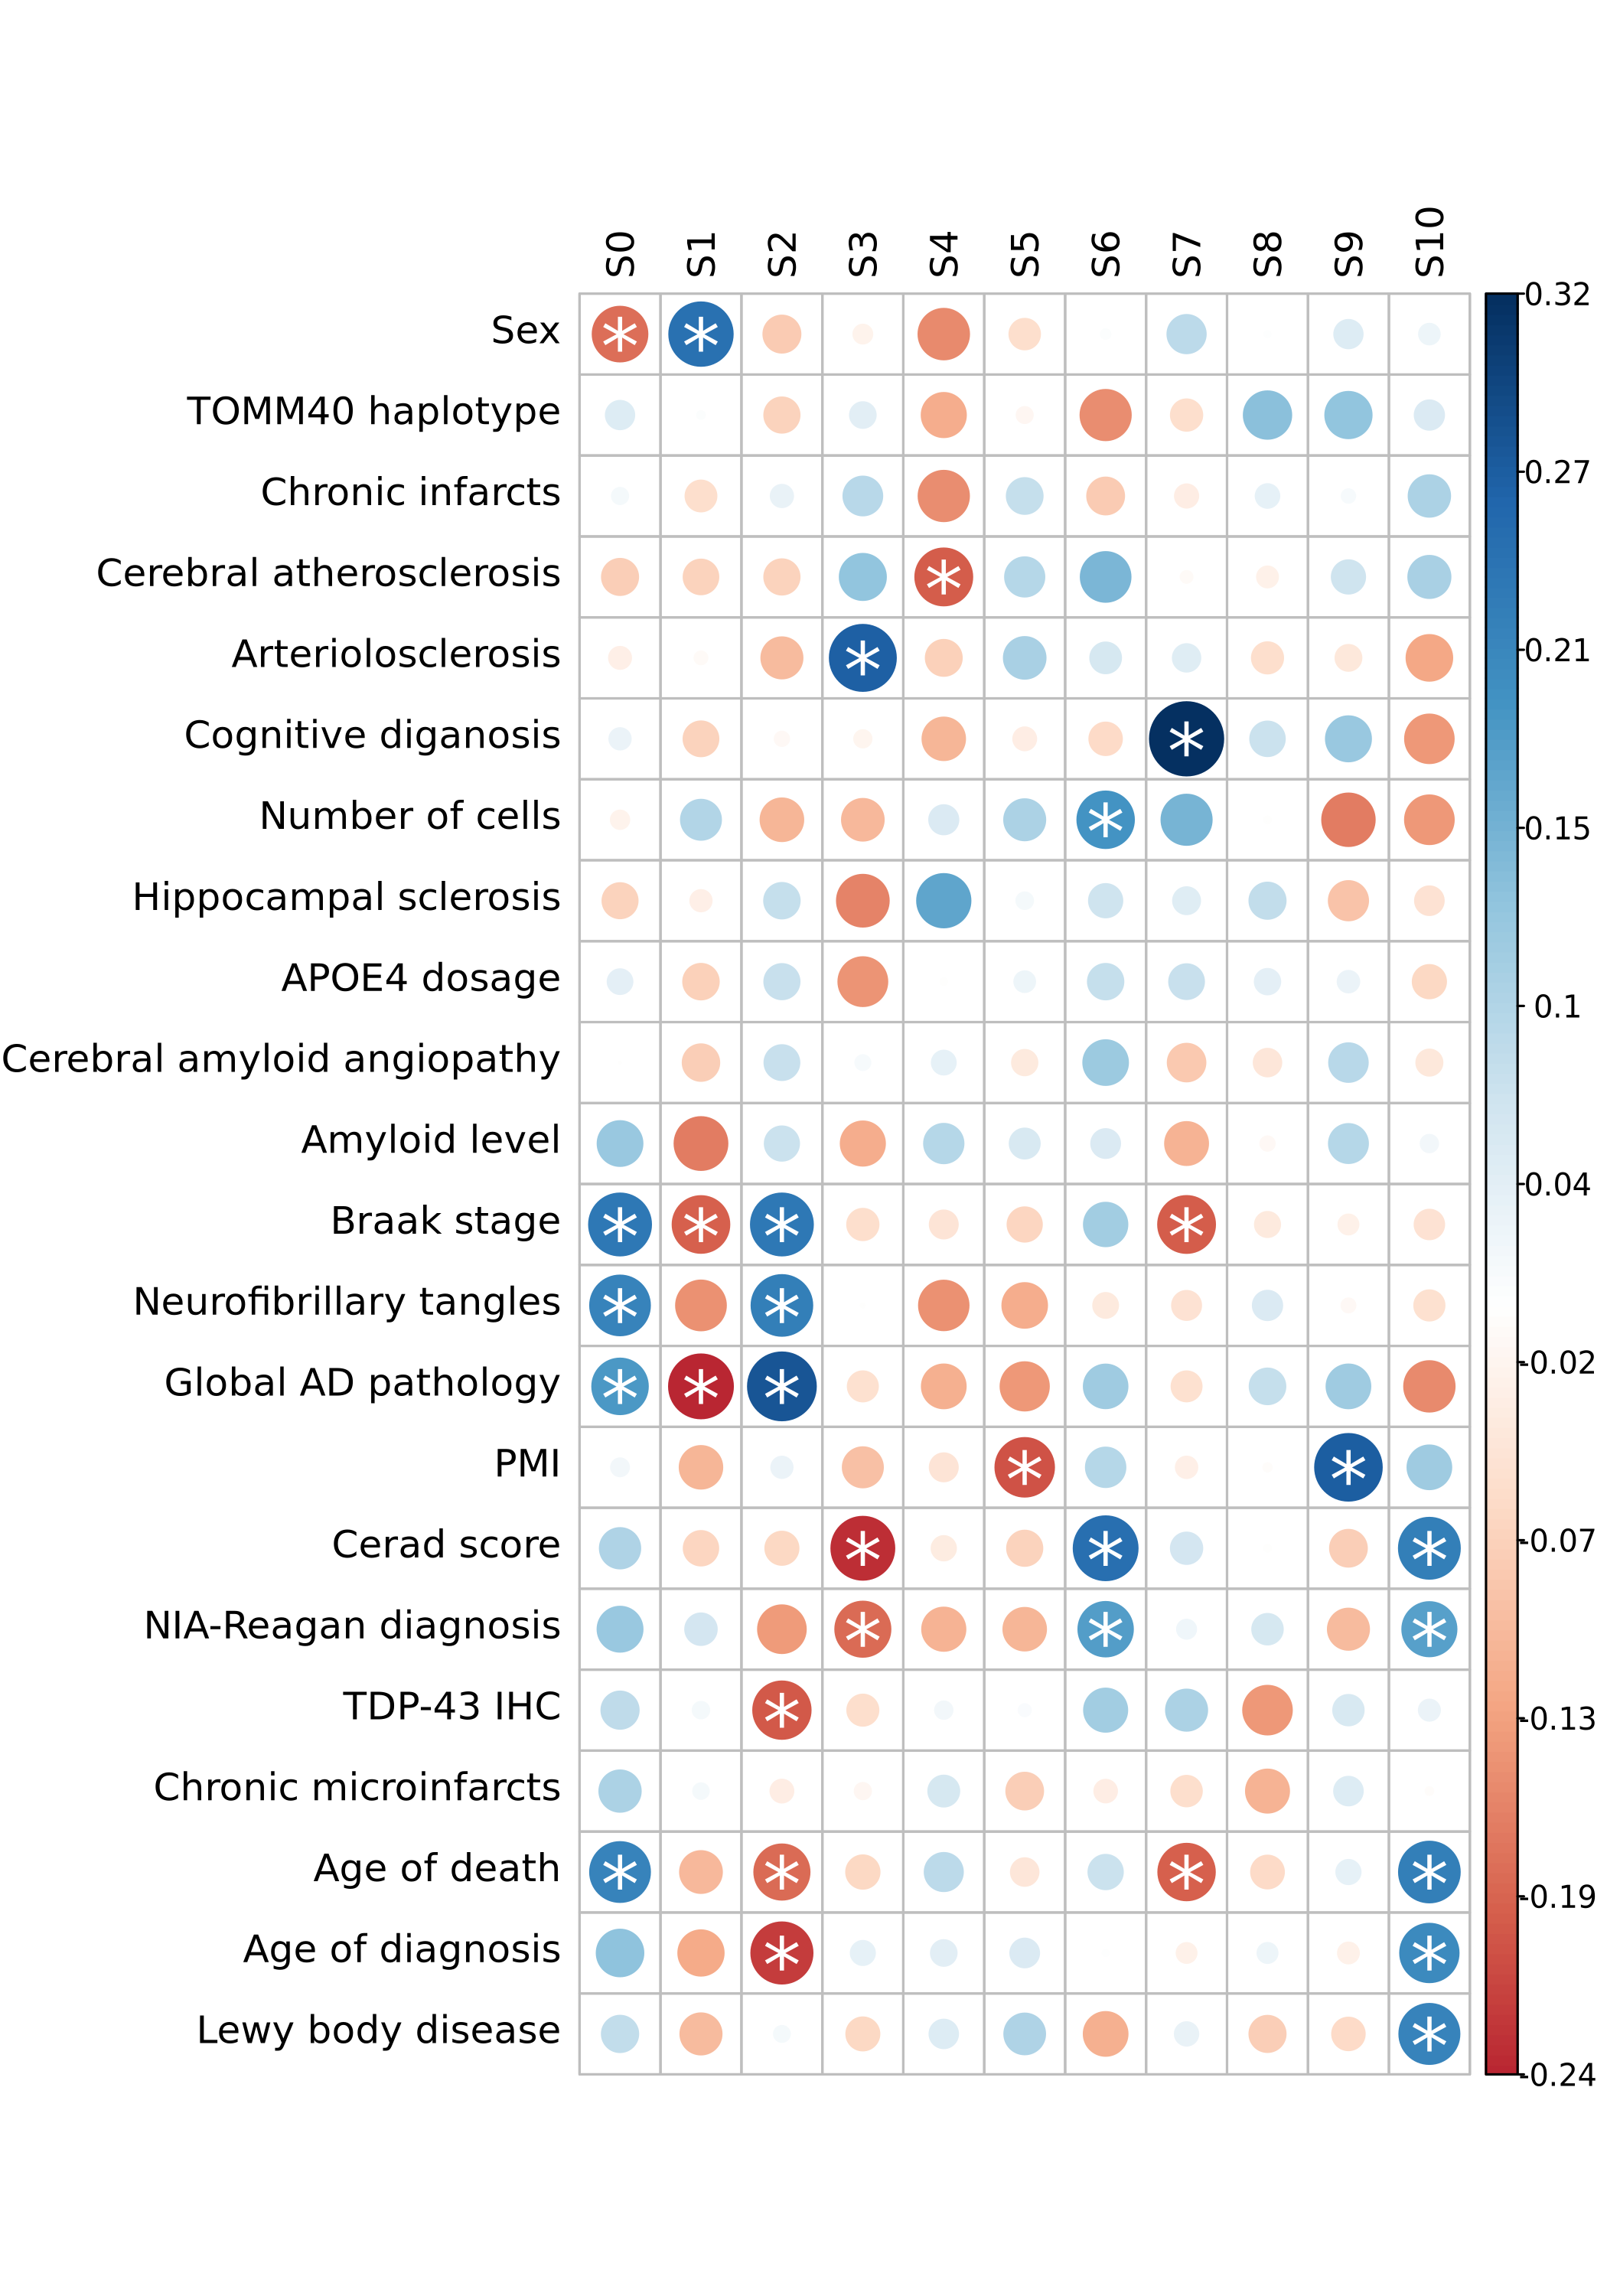 S0 S1 S2 S3 S4 S5 S6 S7 S8 S9 S10
Sex
TOMM40 haplotype
Chronic infarcts
Cerebral atherosclerosis
Arteriolosclerosis
Cognitive diganosis
Number of cells
Hippocampal sclerosis
APOE4 dosage
Cerebral amyloid angiopathy
Amyloid level
Braak stage
Neurofibrillary tangles
Global AD pathology
PMI
Cerad score
NIA-Reagan diagnosis
TDP-43 IHC
Chronic microinfarcts
Age of death
Age of diagnosis
Lewy body disease
0.32
0.27
0.21
0.15
0.1
0.04
-0.02
-0.07
-0.13
-0.19
-0.24